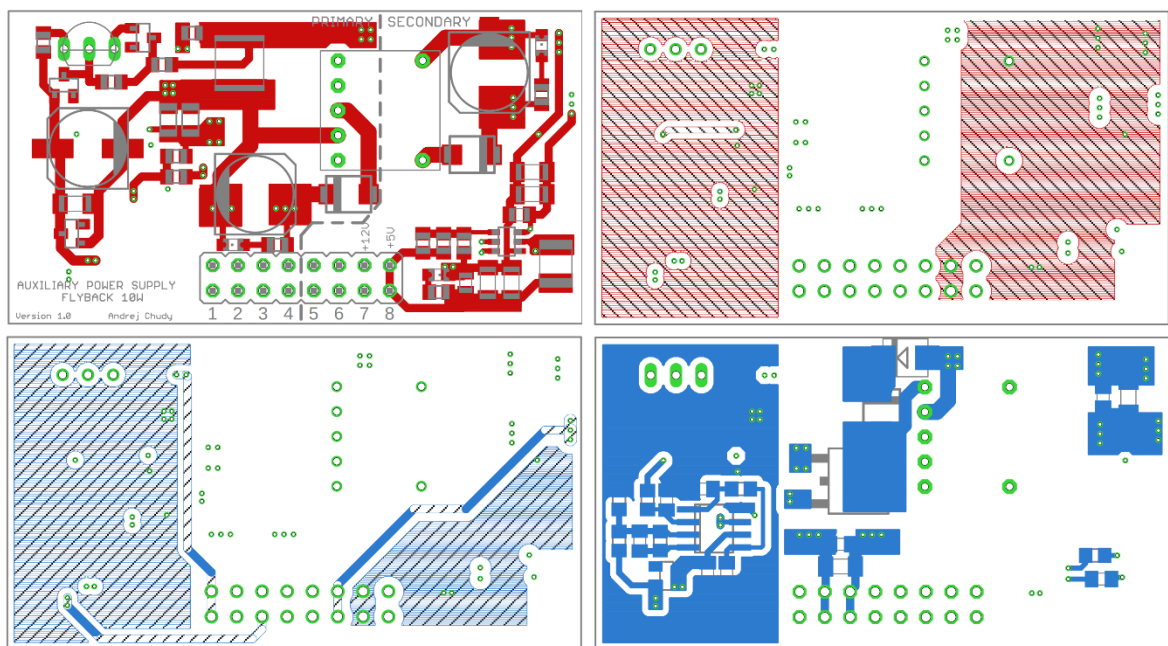 PRIMARY SECONDARY
+12V
+5V
AUXILIARY POWER SUPPLY
FLYBACK 10W
Version 1.0 Andrej Chudy
1 2 3 4 5 6 7 8